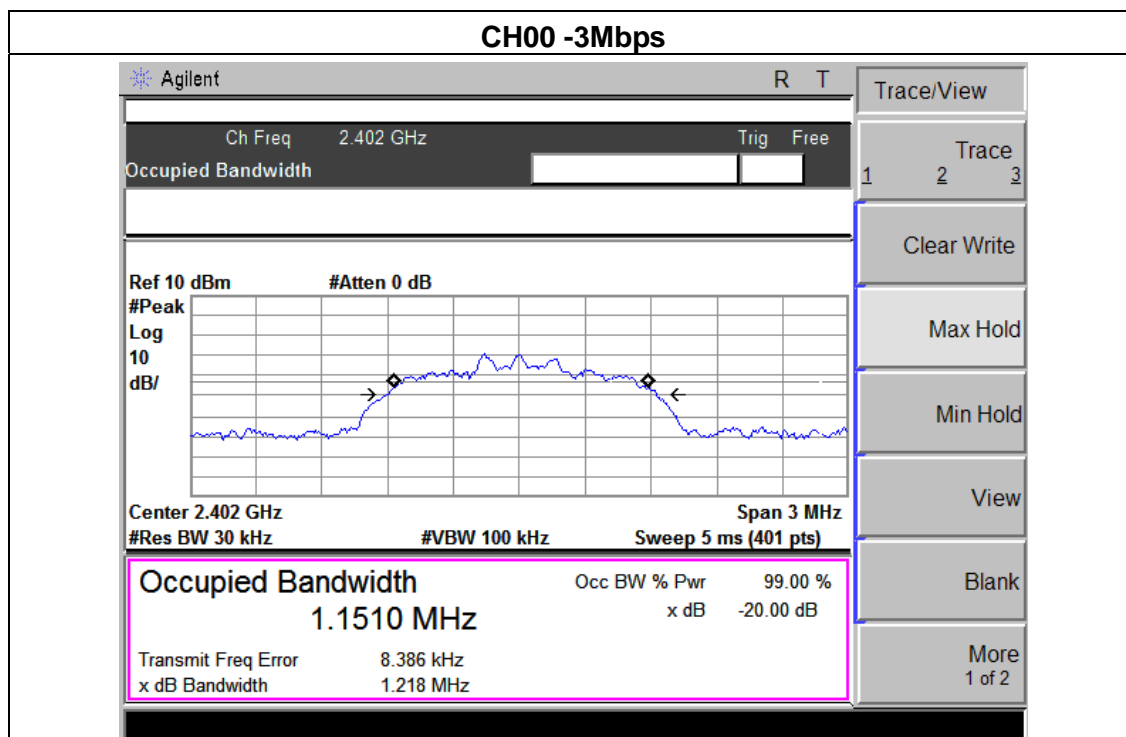 CH00 -3Mbps
Agilent R T
Ch Freq 2.402 GHz Trig Free
Occupied Bandwidth
Ref 10 dBm #Atten 0 dB
#Peak
Log
10
dB/
Center 2.402 GHz Span 3 MHz
#Res BW 30 kHz #VBW 100 kHz Sweep 5 ms (401 pts)
Occupied Bandwidth
1.1510 MHz
Occ BW % Pwr 99.00 %
x dB -20.00 dB
Transmit Freq Error 8.386 kHz
x dB Bandwidth 1.218 MHz
Trace/View
Trace
1 2 3
Clear Write
Max Hold
Min Hold
View
Blank
More
1 of 2